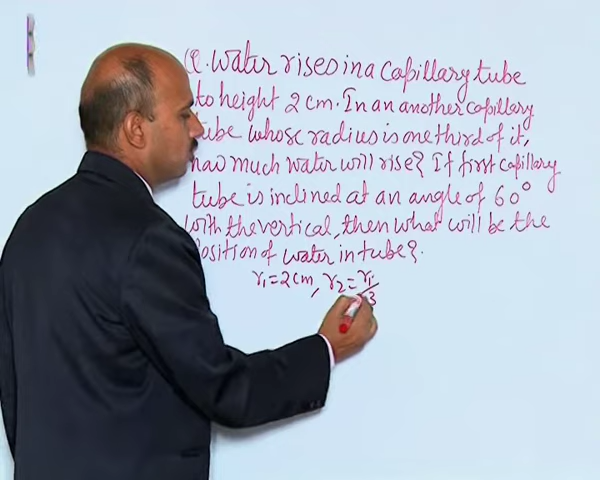 Q. Water rises in a capillary tube
to height 2 cm. In an another capillary
tube whose radius is one third of it,
how much water will rise? If first capillary
tube is inclined at an angle of 60°
with the vertical, then what will be the
position of water in tube?
r₁=2cm, r₂=r₁/3